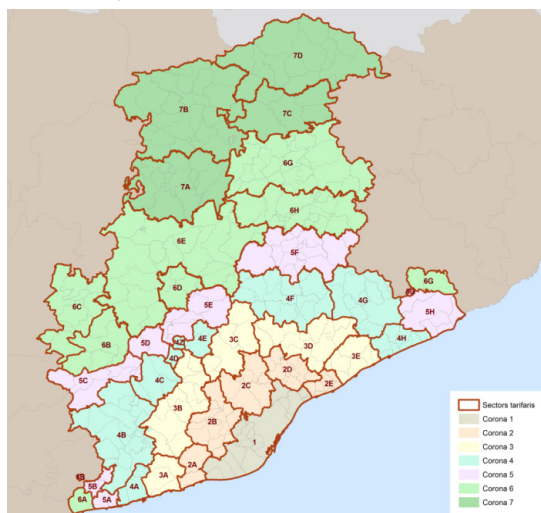 7D
7B
7C
6G
7A
6H
6E
5F
6D
6G
6C
5E
4F
4G
5G
5H
6B
5D
4Z
4E
3C
3D
4H
4D
3E
5C
4C
2D
2C
2E
3B
2B
4B
1
5B
2A
3A
4A
6A
5A
Sectors tarifaris
Corona 1
Corona 2
Corona 3
Corona 4
Corona 5
Corona 6
Corona 7